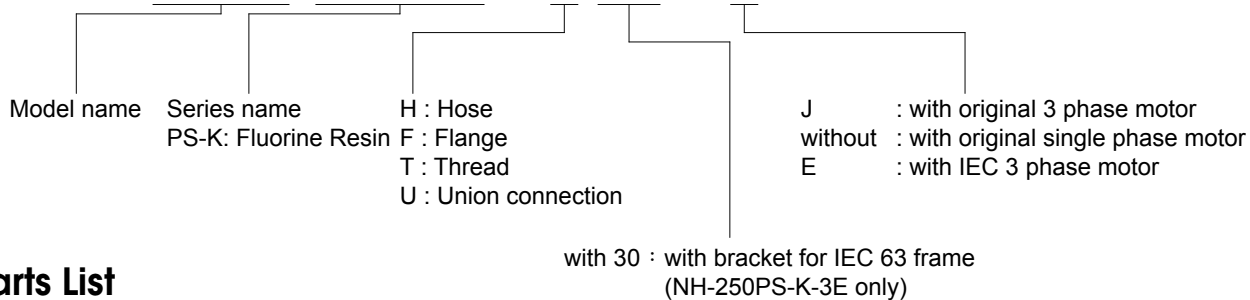 Model name
Series name
PS-K: Fluorine Resin
H : Hose
F : Flange
T : Thread
U : Union connection
J : with original 3 phase motor
without : with original single phase motor
E : with IEC 3 phase motor
with 30 : with bracket for IEC 63 frame
(NH-250PS-K-3E only)
arts List